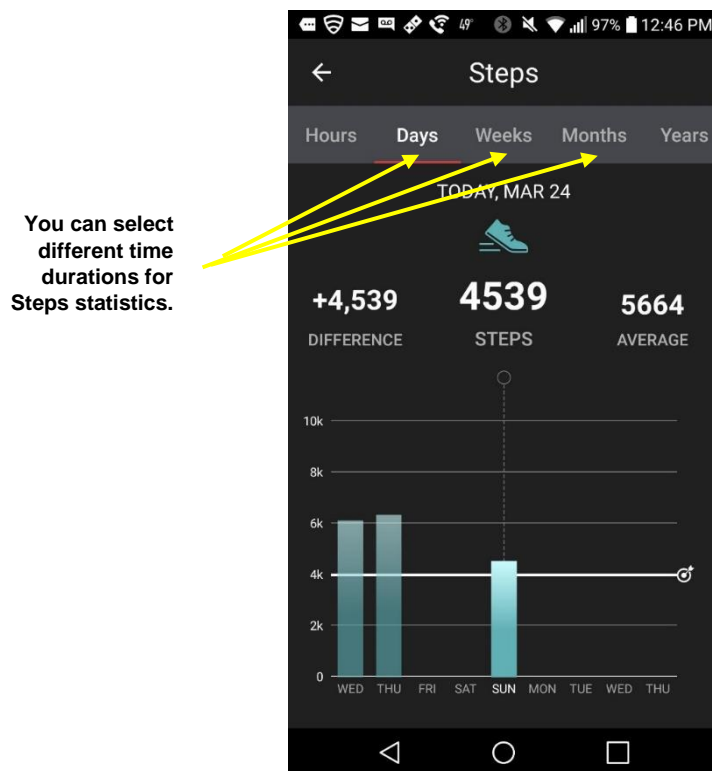 49° 97% 12:46 PM
Steps
Hours Days Weeks Months Years
TODAY, MAR 24
You can select
different time
durations for
Steps statistics.
+4,539 4539 5664
DIFFERENCE STEPS AVERAGE
10k
8k
6k
4k
2k
0
WED THU FRI SAT SUN MON TUE WED THU